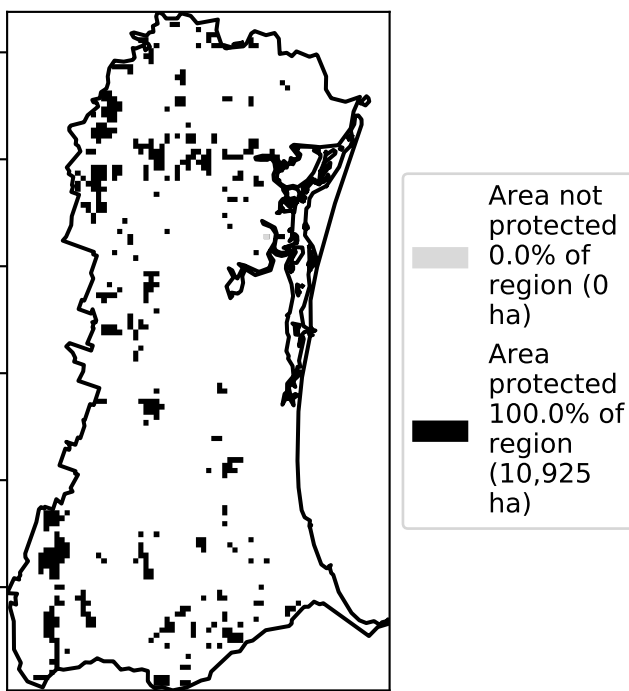 Area not
protected
0.0% of
region (0
ha)
Area
protected
100.0% of
region
(10,925
ha)